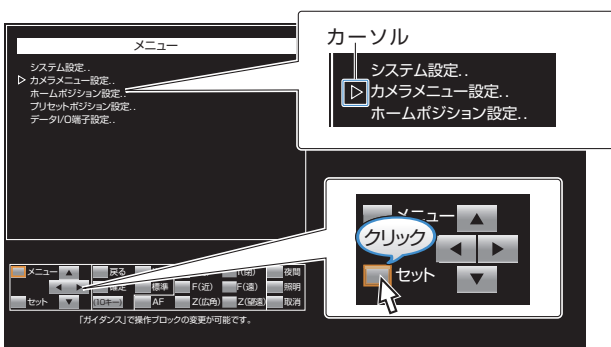 メニュー
システム設定..
カメラメニュー設定..
ホームポジション設定..
プリセットポジション設定..
データI/O端子設定..
カーソル
システム設定..
カメラメニュー設定..
ホームポジション設定..
メニュー
クリック
セット
メニュー 戻る (閉) 夜間
標準 F(近) F(遠) 照明
セット (10キー) AF Z(広角) Z(望遠) 取消
「ガイダンス」で操作ブロックの変更が可能です。